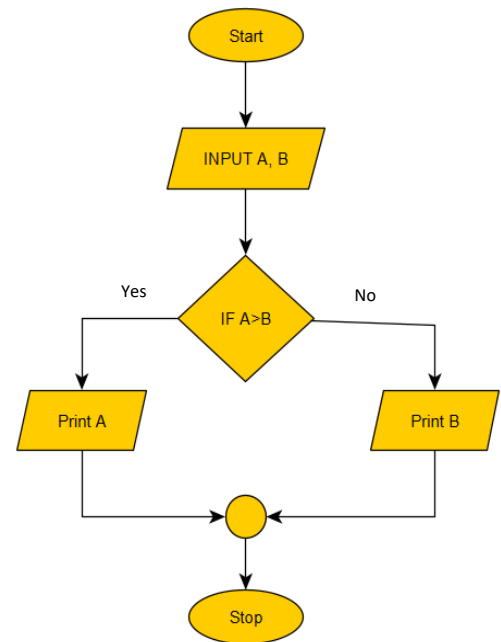 Start
INPUT A, B
Yes
No
IF A>B
Print A
Print B
Stop